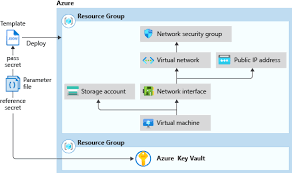 Azure
Template
Resource Group
Network security group
Deploy
pass
secret
Virtual network
Public IP address
Parameter
file
Storage account
Network interface
reference
secret
Virtual machine
Resource Group
Azure Key Vault